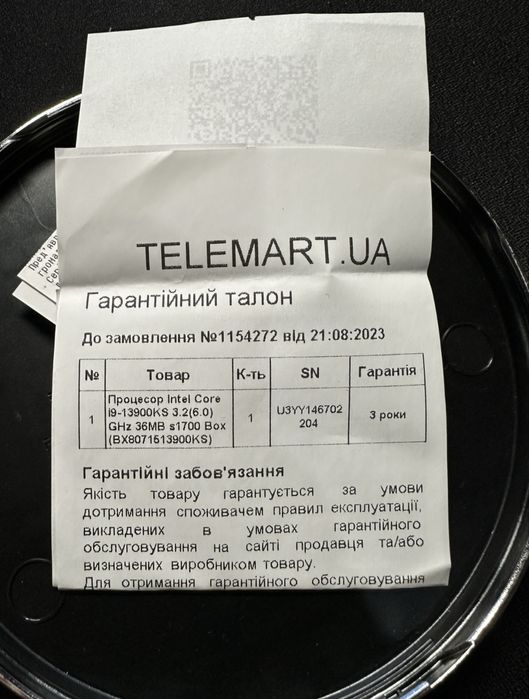 TELEMART.UA
Гарантійний талон
До замовлення №1154272 від 21:08:2023
№ Товар К-ть SN Гарантія
1 Процесор Intel Core i9-13900KS 3.2(6.0) GHz 36MB s1700 Box (BX8071513900KS) 1 U3YY146702204 3 роки
Гарантійні забов'язання
Якість товару гарантується за умови
дотримання споживачем правил експлуатації,
викладених в умовах гарантійного
обслуговування на сайті продавця та/або
визначених виробником товару.
Для отримання гарантійного обслуговування